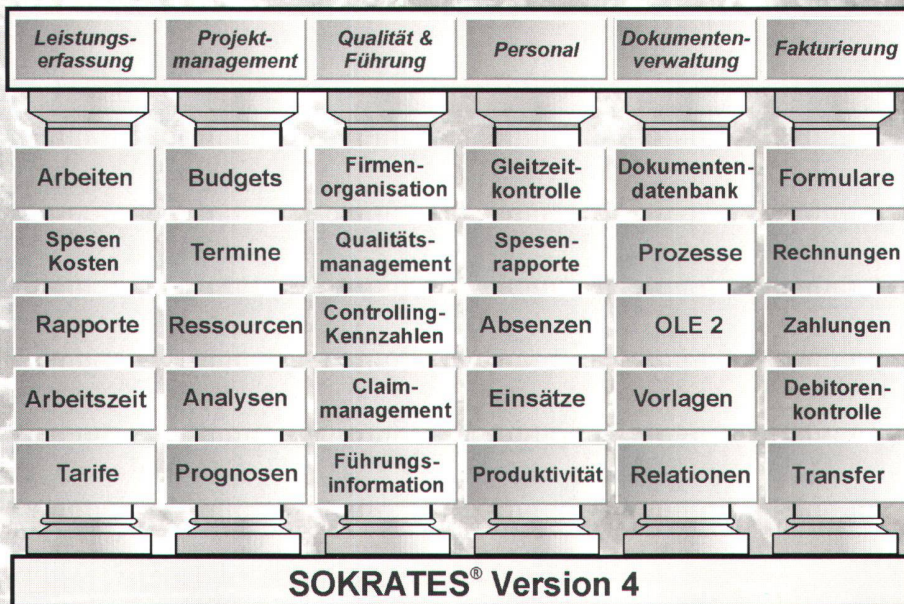 Leistungs-
erfassung
Projekt-
management
Qualität &
Führung
Personal
Dokumenten-
verwaltung
Fakturierung
Arbeiten
Budgets
Firmen-
organisation
Gleitzeit-
kontrolle
Dokumenten-
datenbank
Formulare
Spesen
Kosten
Termine
Qualitäts-
management
Spesen-
rapporte
Prozesse
Rechnungen
Rapporte
Ressourcen
Controlling-
Kennzahlen
Absenzen
OLE 2
Zahlungen
Arbeitszeit
Analysen
Claim-
management
Einsätze
Vorlagen
Debitoren-
kontrolle
Tarife
Prognosen
Führungs-
information
Produktivität
Relationen
Transfer
SOKRATES® Version 4